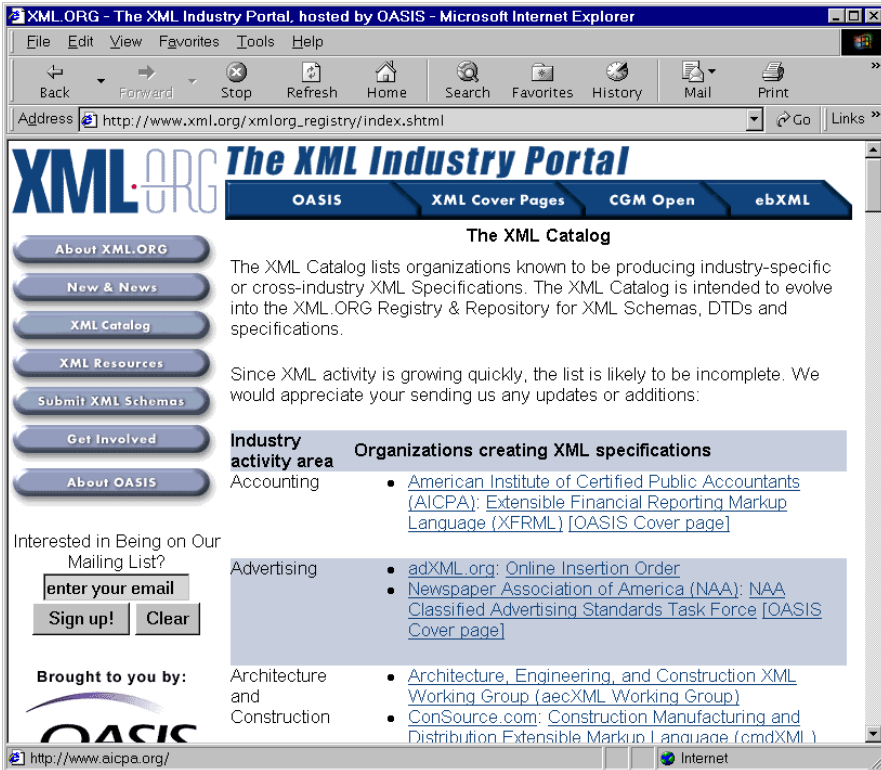 XML.ORG - The XML Industry Portal, hosted by OASIS - Microsoft Internet Explorer
File Edit View Favorites Tools Help
Back Forward Stop Refresh Home Search Favorites History Mail Print »
Address http://www.xml.org/xmlorg_registry/index.shtml Go Links »
XML.ORG
The XML Industry Portal
OASIS XML Cover Pages CGM Open ebXML
About XML.ORG
New & News
XML Catalog
XML Resources
Submit XML Schemas
Get Involved
About OASIS
Interested in Being on Our
Mailing List?
enter your email
Sign up! Clear
Brought to you by:
OASIS
The XML Catalog
The XML Catalog lists organizations known to be producing industry-specific
or cross-industry XML Specifications. The XML Catalog is intended to evolve
into the XML.ORG Registry & Repository for XML Schemas, DTDs and
specifications.
Since XML activity is growing quickly, the list is likely to be incomplete. We
would appreciate your sending us any updates or additions:
Industry
activity area
Organizations creating XML specifications
Accounting
• American Institute of Certified Public Accountants
(AICPA): Extensible Financial Reporting Markup
Language (XFRML) [OASIS Cover page]
Advertising
• adXML.org: Online Insertion Order
• Newspaper Association of America (NAA): NAA
Classified Advertising Standards Task Force [OASIS
Cover page]
Architecture
and
Construction
• Architecture, Engineering, and Construction XML
Working Group (aecXML Working Group)
• ConSource.com: Construction Manufacturing and
Distribution Extensible Markup Language (cmdXML)
http://www.aicpa.org/ Internet